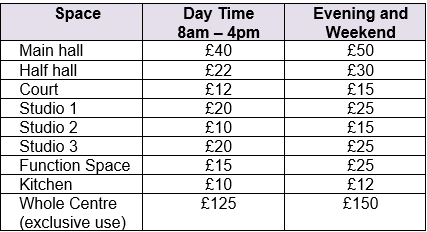 Space Day Time Evening and
8am – 4pm Weekend
Main hall £40 £50
Half hall £22 £30
Court £12 £15
Studio 1 £20 £25
Studio 2 £10 £15
Studio 3 £20 £25
Function Space £15 £25
Kitchen £10 £12
Whole Centre £125 £150
(exclusive use)